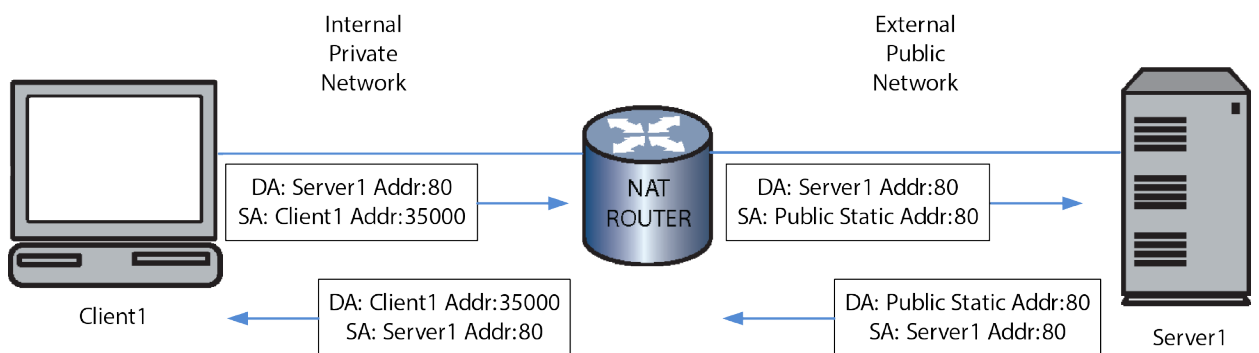 Internal
Private
Network
External
Public
Network
DA: Server1 Addr:80
SA: Client1 Addr:35000
NAT
ROUTER
DA: Server1 Addr:80
SA: Public Static Addr:80
Client1
DA: Client1 Addr:35000
SA: Server1 Addr:80
DA: Public Static Addr:80
SA: Server1 Addr:80
Server1